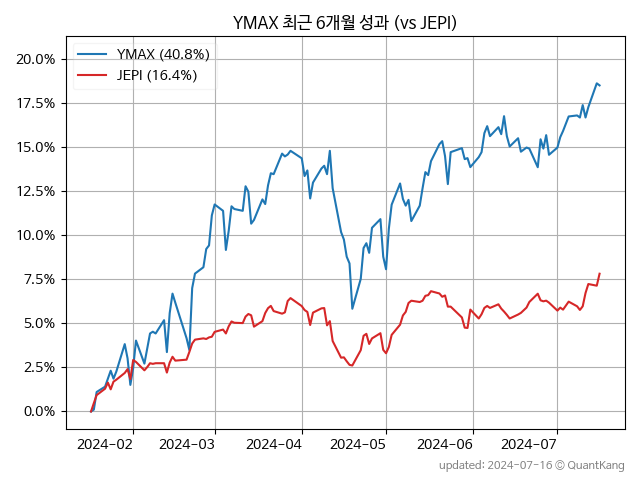 YMAX 최근 6개월 성과 (vs JEPI)
YMAX (40.8%)
JEPI (16.4%)
20.0%
17.5%
15.0%
12.5%
10.0%
7.5%
5.0%
2.5%
0.0%
2024-02 2024-03 2024-04 2024-05 2024-06 2024-07
updated: 2024-07-16 © QuantKang